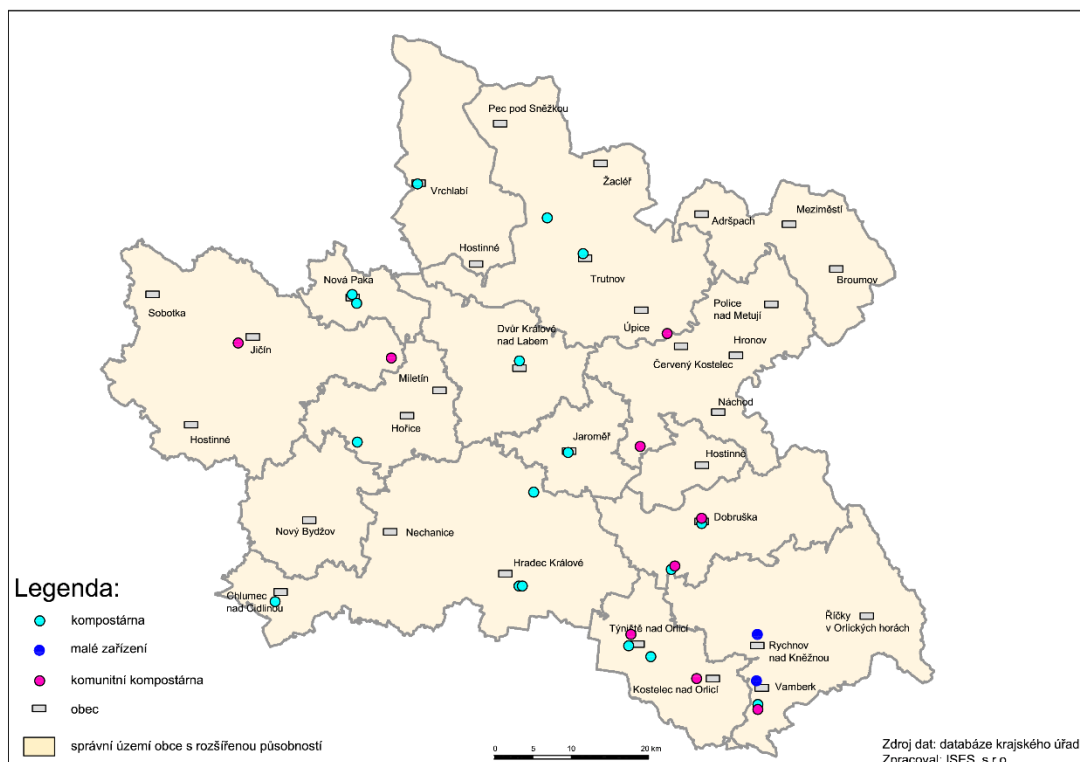 Pec pod Sněžkou
Žacléř
Vrchlabí
Adršpach
Meziměstí
Hostinné
Trutnov
Broumov
Nová Paka
Sobotka
Police
nad Metují
Dvůr Králové
nad Labem
Úpice
Hronov
Jičín
Červený Kostelec
Miletín
Náchod
Hořice
Hostinné
Jaroměř
Hostinné
Dobruška
Nový Bydžov
Nechanice
Hradec Králové
Chlumec
nad Cidlinou
Říčky
v Orlických horách
Týniště nad Orlicí
Rychnov
nad Kněžnou
Kostelec nad Orlicí
Vamberk
Legenda:
kompostárna
malé zařízení
komunitní kompostárna
obec
správní území obce s rozšířenou působností
0 5 10 20 km
Zdroj dat: databáze krajského úřad
Zpracoval: ISES, s.r.o.